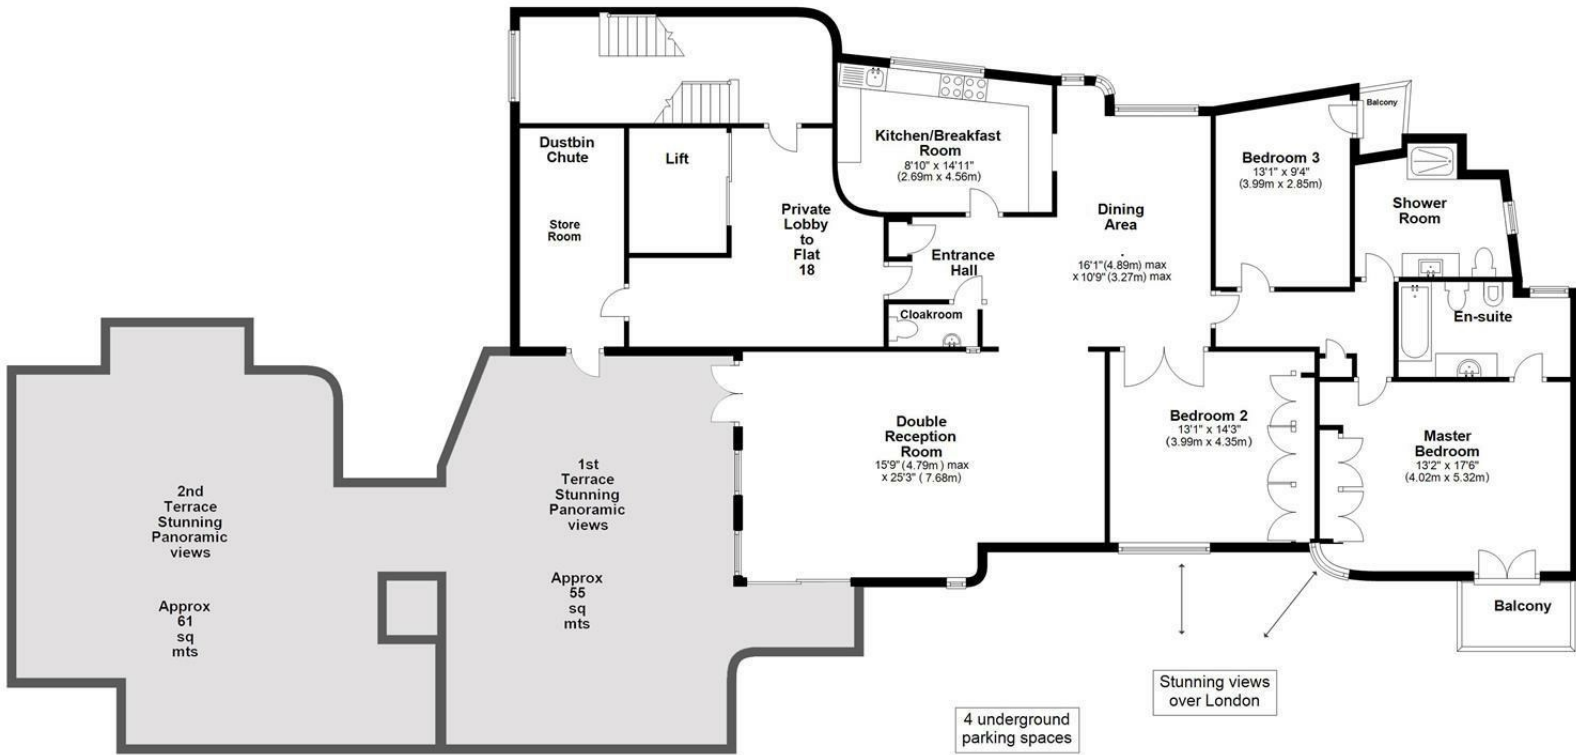 Dustbin
Chute
Store
Room
Lift
Private
Lobby
to
Flat
18
Kitchen/Breakfast
Room
8'10" x 14'11"
(2.69m x 4.56m)
Entrance
Hall
Cloakroom
Dining
Area
.
16'1"(4.89m) max
x 10'9"(3.27m) max
Bedroom 3
13'1" x 9'4"
(3.99m x 2.85m)
Balcony
Shower
Room
En-suite
2nd
Terrace
Stunning
Panoramic
views
Approx
61
sq
mts
1st
Terrace
Stunning
Panoramic
views
Approx
55
sq
mts
Double
Reception
Room
15'9" (4.79m) max
x 25'3" (7.68m)
Bedroom 2
13'1" x 14'3"
(3.99m x 4.35m)
Master
Bedroom
13'2" x 17'6"
(4.02m x 5.32m)
Balcony
Stunning views
over London
4 underground
parking spaces